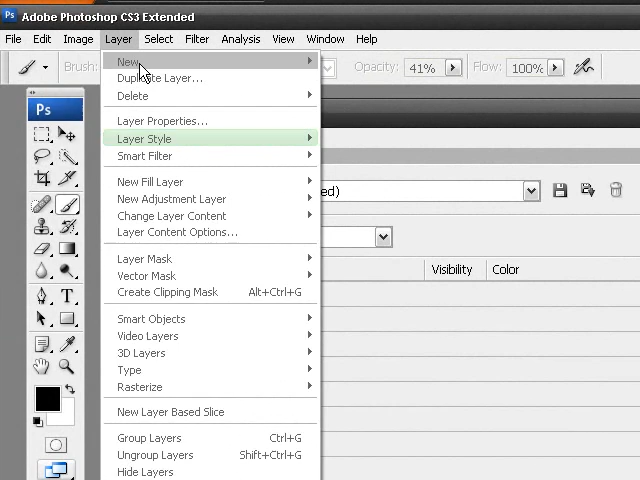 Adobe Photoshop CS3 Extended
File Edit Image Layer Select Filter Analysis View Window Help
Brush: Opacity: 41% Flow: 100%
New
Duplicate Layer...
Delete
Ps
Layer Properties...
Layer Style
Smart Filter
New Fill Layer
ed)
New Adjustment Layer
Change Layer Content
Layer Content Options...
Layer Mask
Visibility Color
Vector Mask
Create Clipping Mask Alt+Ctrl+G
Smart Objects
Video Layers
3D Layers
Type
Rasterize
New Layer Based Slice
Group Layers Ctrl+G
Ungroup Layers Shift+Ctrl+G
Hide Layers